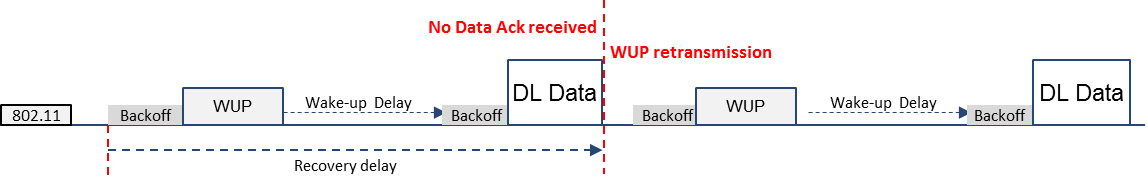 No Data Ack received
WUP retransmission
802.11
Backoff
WUP
Wake-up Delay
Backoff
DL Data
Backoff
WUP
Wake-up Delay
Backoff
DL Data
Recovery delay